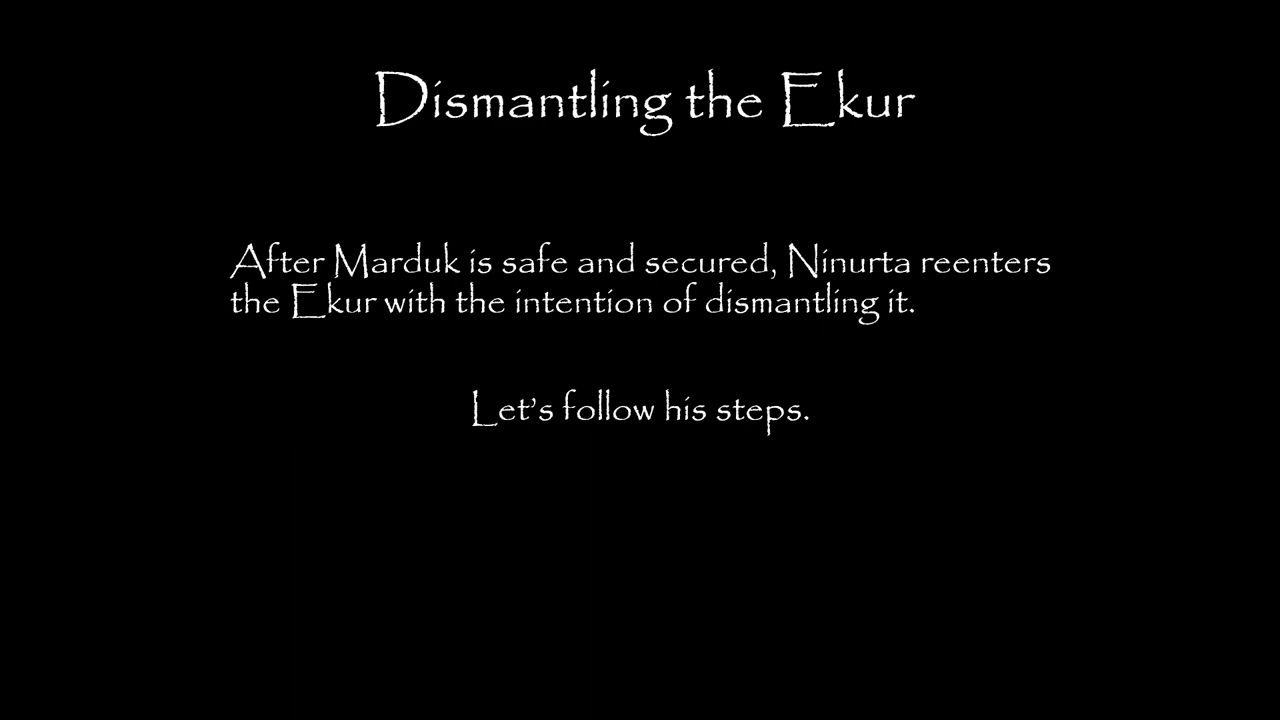 Dismantling the Ekur
After Marduk is safe and secured, Ninurta reenters
the Ekur with the intention of dismantling it.
Let’s follow his steps.